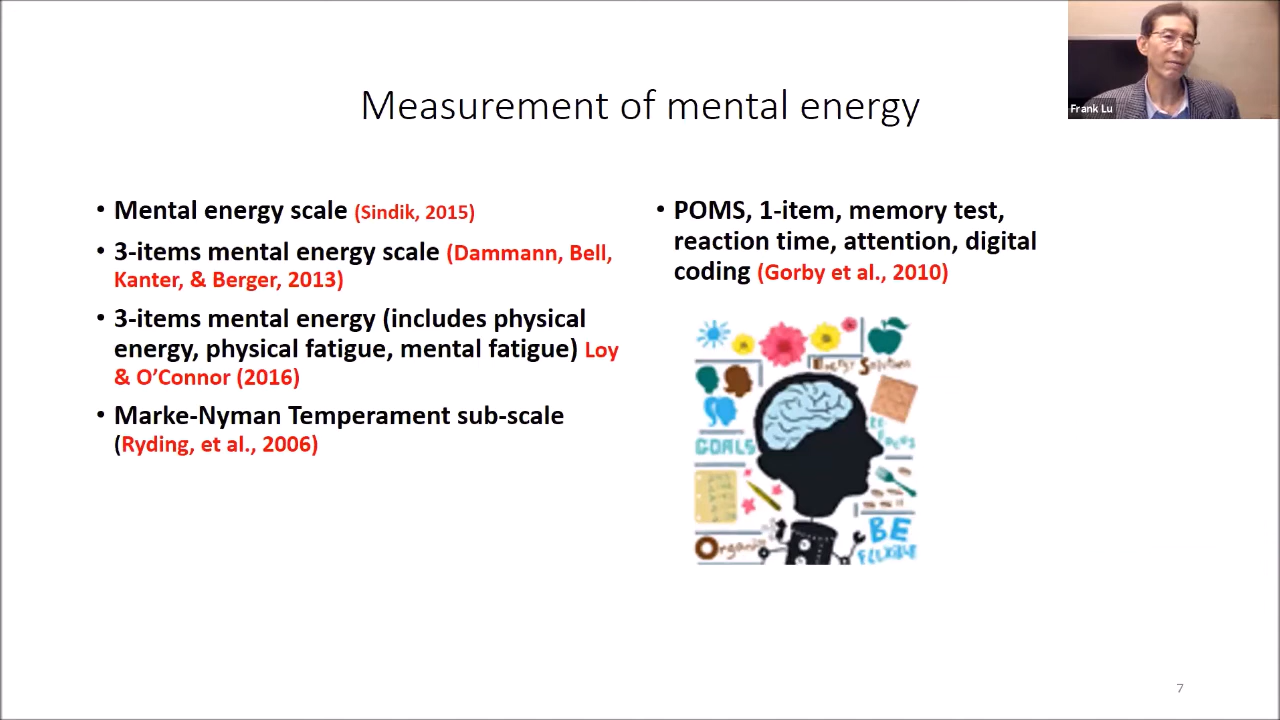 Frank Lu
Measurement of mental energy
• Mental energy scale (Sindik, 2015)
• 3-items mental energy scale (Dammann, Bell,
Kanter, & Berger, 2013)
• 3-items mental energy (includes physical
energy, physical fatigue, mental fatigue) Loy
& O’Connor (2016)
• Marke-Nyman Temperament sub-scale
(Ryding, et al., 2006)
• POMS, 1-item, memory test,
reaction time, attention, digital
coding (Gorby et al., 2010)
Energy Solutions
GOALS
Organize
BE
FLEXIBLE
7